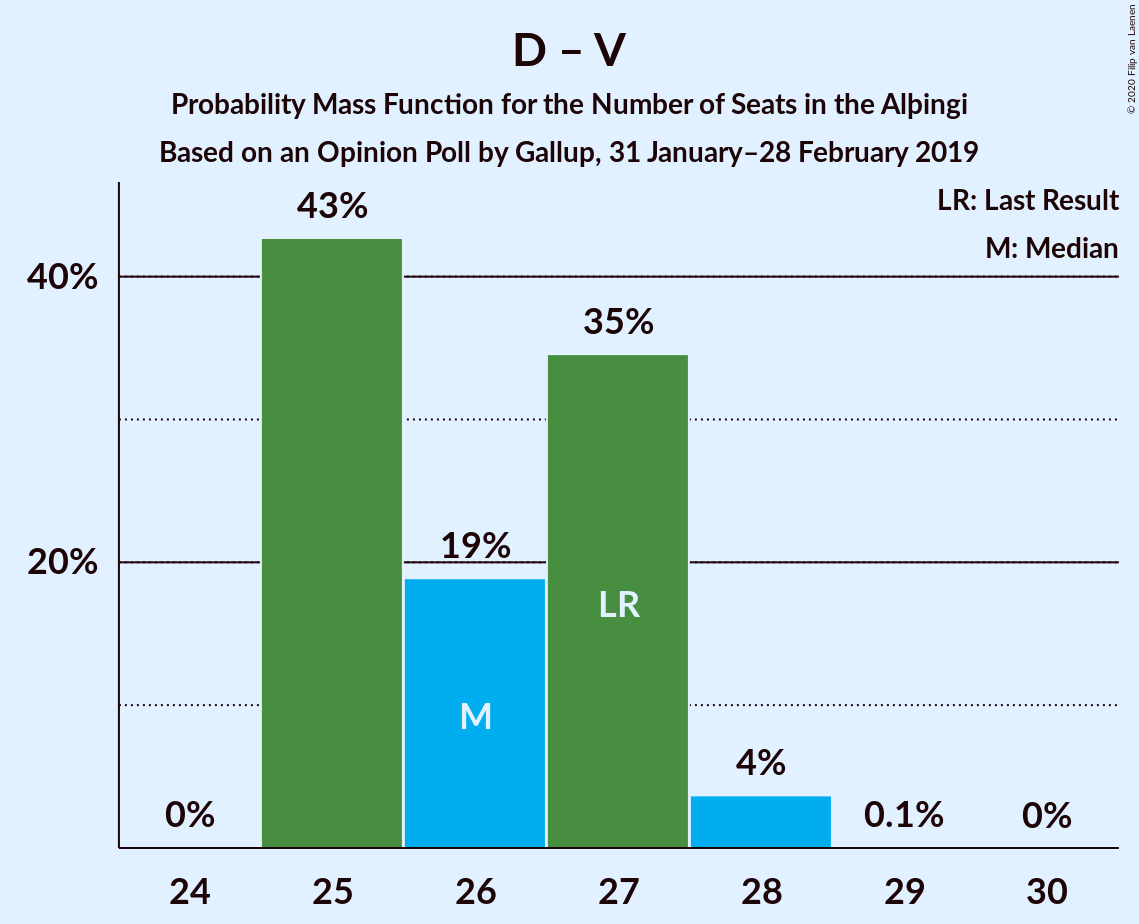 D – V
Probability Mass Function for the Number of Seats in the Alþingi
Based on an Opinion Poll by Gallup, 31 January–28 February 2019
© 2020 Filip van Laenen
LR: Last Result
M: Median
40%
20%
0%
43%
19%
35%
4%
0.1%
0%
M
LR
24
25
26
27
28
29
30